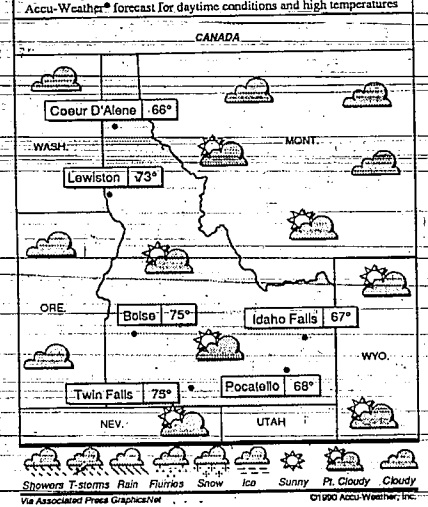 Accu-Weather® forecast for daytime conditions and high temperatures
CANADA
Coeur D'Alene 66°
WASH.
MONT.
Lewiston 73°
ORE.
Boise 75°
Idaho Falls 67°
WYO.
Twin Falls 75°
Pocatello 68°
NEV.
UTAH
Showers T-storms Rain Flurries Snow Ice Sunny Pt. Cloudy Cloudy
Via Associated Press GraphicsNet
©1990 Accu-Weather, Inc.